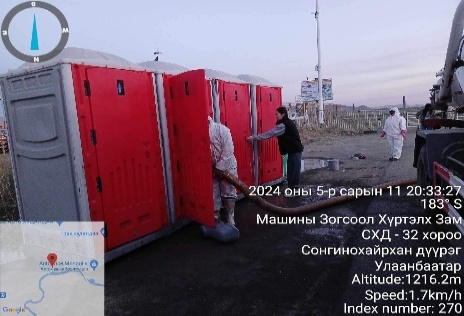 2024 оны 5-р сарын 11 20:33:27
183° S
Машины Зогсоол Хүртэлх Зам
СХД - 32 хороо
Сонгинохайрхан дүүрэг
Улаанбаатар
Altitude:1216.2m
Speed:1.7km/h
Index number: 270
Google